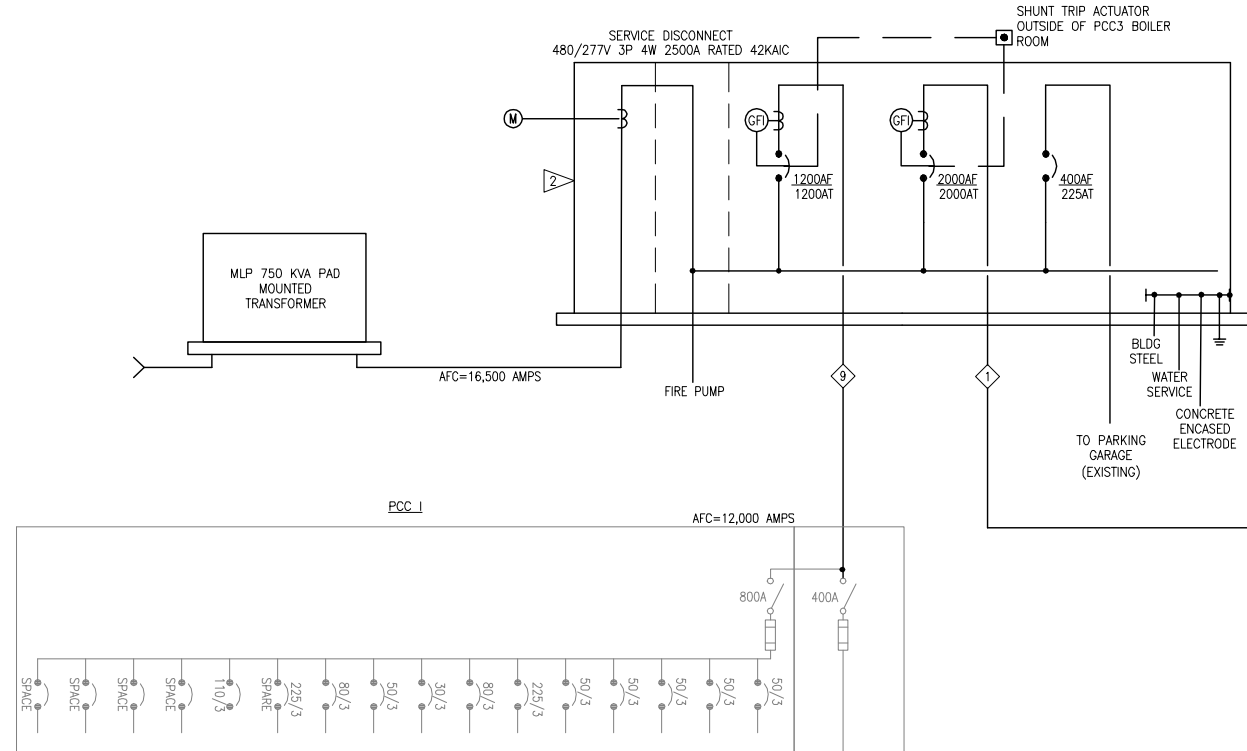 SHUNT TRIP ACTUATOR
OUTSIDE OF PCC3 BOILER
ROOM
SERVICE DISCONNECT
480/277V 3P 4W 2500A RATED 42KAIC
M
GFI
GFI
2
1200AF
1200AT
2000AF
2000AT
400AF
225AT
MLP 750 KVA PAD
MOUNTED
TRANSFORMER
AFC=16,500 AMPS
FIRE PUMP
9
1
BLDG
STEEL
WATER
SERVICE
CONCRETE
ENCASED
ELECTRODE
TO PARKING
GARAGE
(EXISTING)
PCC I
AFC=12,000 AMPS
800A
400A
SPACE
SPACE
SPACE
SPACE
110/3
225/3
SPARE
80/3
50/3
30/3
80/3
225/3
50/3
50/3
50/3
50/3
50/3